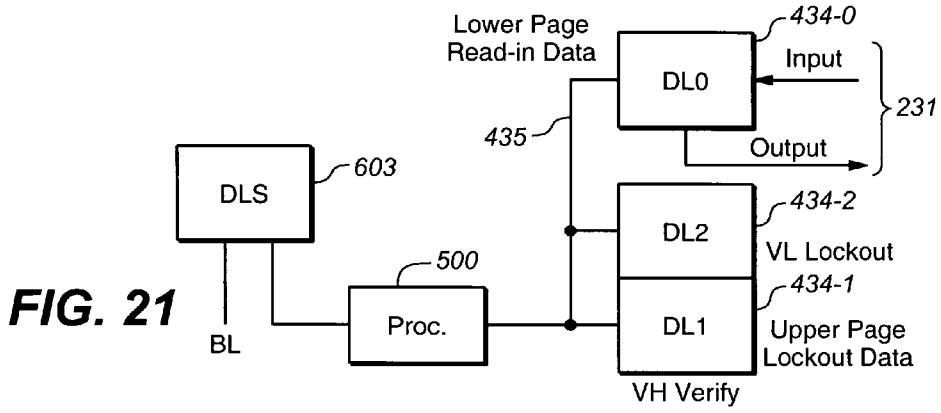 Lower Page
Read-in Data
434-0
DL0
Input
231
435
Output
603
DLS
434-2
DL2
VL Lockout
500
434-1
FIG. 21
BL
Proc.
DL1
Upper Page
Lockout Data
VH Verify